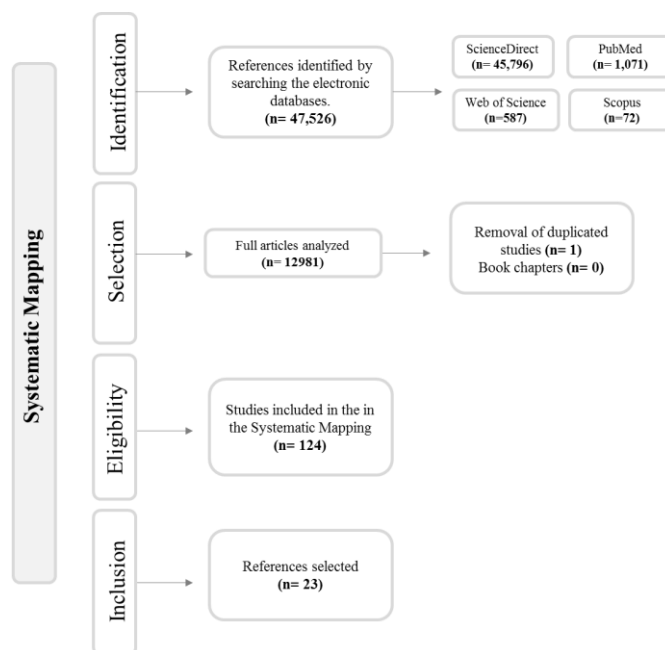 Systematic Mapping
Identification
References identified by
searching the electronic
databases.
(n= 47,526)
ScienceDirect
(n= 45,796)
PubMed
(n= 1,071)
Web of Science
(n=587)
Scopus
(n=72)
Selection
Full articles analyzed
(n= 12981)
Removal of duplicated
studies (n= 1)
Book chapters (n= 0)
Eligibility
Studies included in the in
the Systematic Mapping
(n= 124)
Inclusion
References selected
(n= 23)